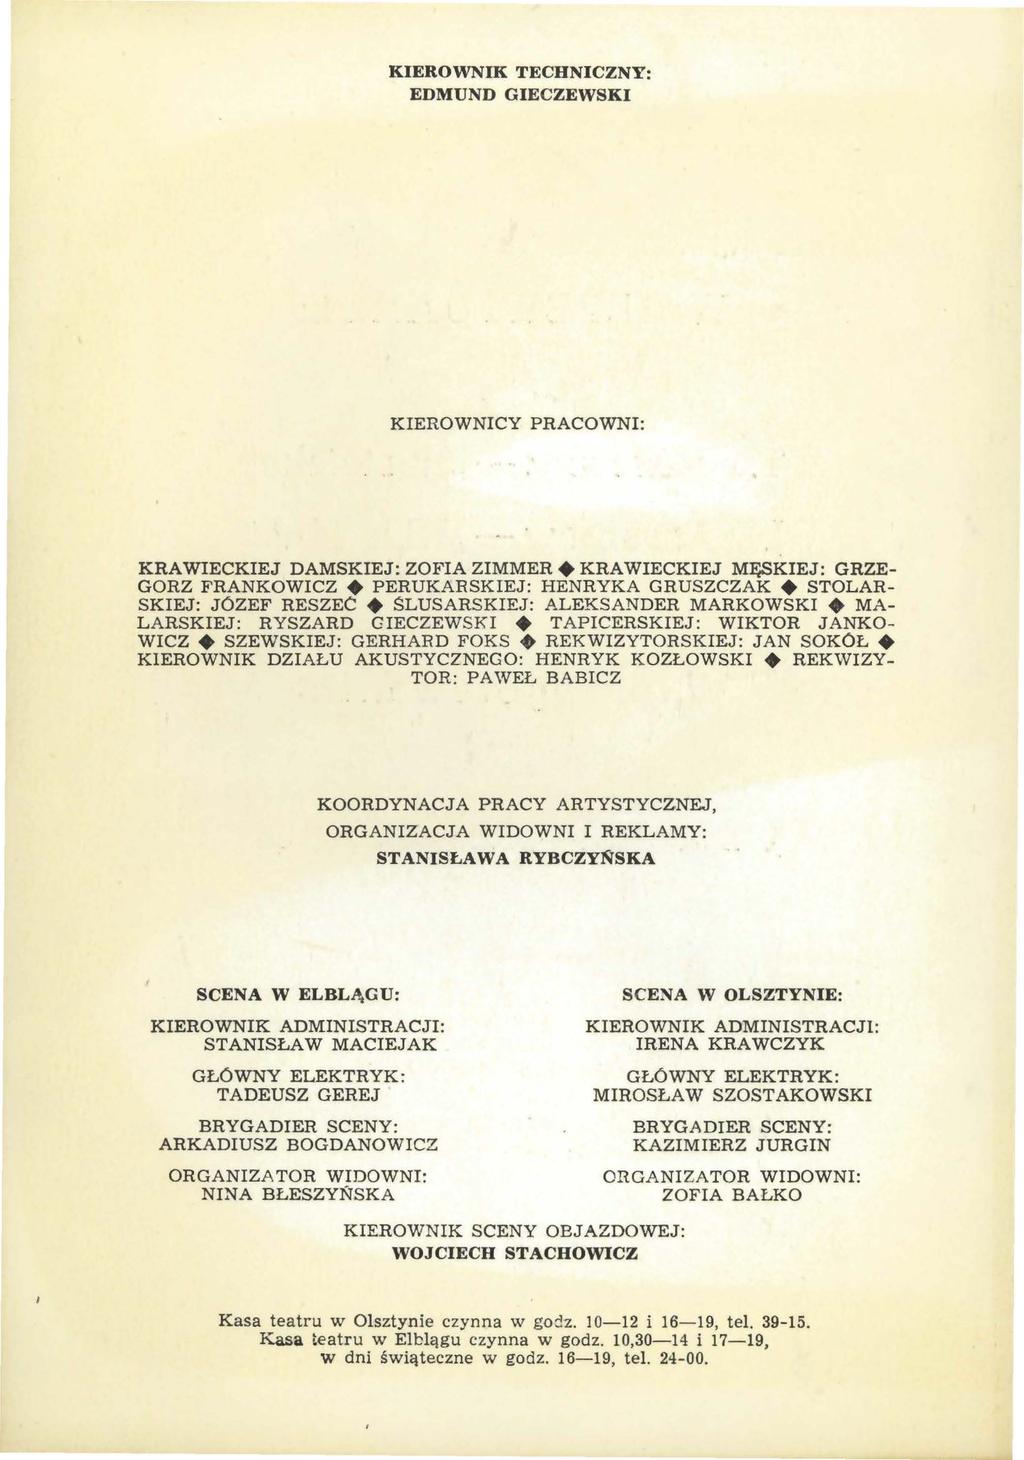 KIEROWNIK TECHNICZNY:
EDMUND GIECZEWSKI
KIEROWNICY PRACOWNI:
KRAWIECKIEJ DAMSKIEJ: ZOFIA ZIMMER ♦ KRAWIECKIEJ MĘSKIEJ: GRZE-
GORZ FRANKOWICZ ♦ PERUKARSKIEJ: HENRYKA GRUSZCZAK ♦ STOLAR-
SKIEJ: JÓZEF RESZEĆ ♦ ŚLUSARSKIEJ: ALEKSANDER MARKOWSKI ♦ MA-
LARSKIEJ: RYSZARD GIECZEWSKI ♦ TAPICERSKIEJ: WIKTOR JANKO-
WICZ ♦ SZEWSKIEJ: GERHARD FOKS ♦ REKWIZYTORSKIEJ: JAN SOKÓŁ ♦
KIEROWNIK DZIAŁU AKUSTYCZNEGO: HENRYK KOZŁOWSKI ♦ REKWIZY-
TOR: PAWEŁ BABICZ
KOORDYNACJA PRACY ARTYSTYCZNEJ,
ORGANIZACJA WIDOWNI I REKLAMY:
STANISŁAWA RYBCZYŃSKA
SCENA W ELBLĄGU:
KIEROWNIK ADMINISTRACJI:
STANISŁAW MACIEJAK
GŁÓWNY ELEKTRYK:
TADEUSZ GEREJ
BRYGADIER SCENY:
ARKADIUSZ BOGDANOWICZ
ORGANIZATOR WIDOWNI:
NINA BŁESZYŃSKA
SCENA W OLSZTYNIE:
KIEROWNIK ADMINISTRACJI:
IRENA KRAWCZYK
GŁÓWNY ELEKTRYK:
MIROSŁAW SZOSTAKOWSKI
BRYGADIER SCENY:
KAZIMIERZ JURGIN
ORGANIZATOR WIDOWNI:
ZOFIA BAŁKO
KIEROWNIK SCENY OBJAZDOWEJ:
WOJCIECH STACHOWICZ
Kasa teatru w Olsztynie czynna w godz. 10—12 i 16—19, tel. 39-15.
Kasa teatru w Elblągu czynna w godz. 10,30—14 i 17—19,
w dni świąteczne w godz. 16—19, tel. 24-00.